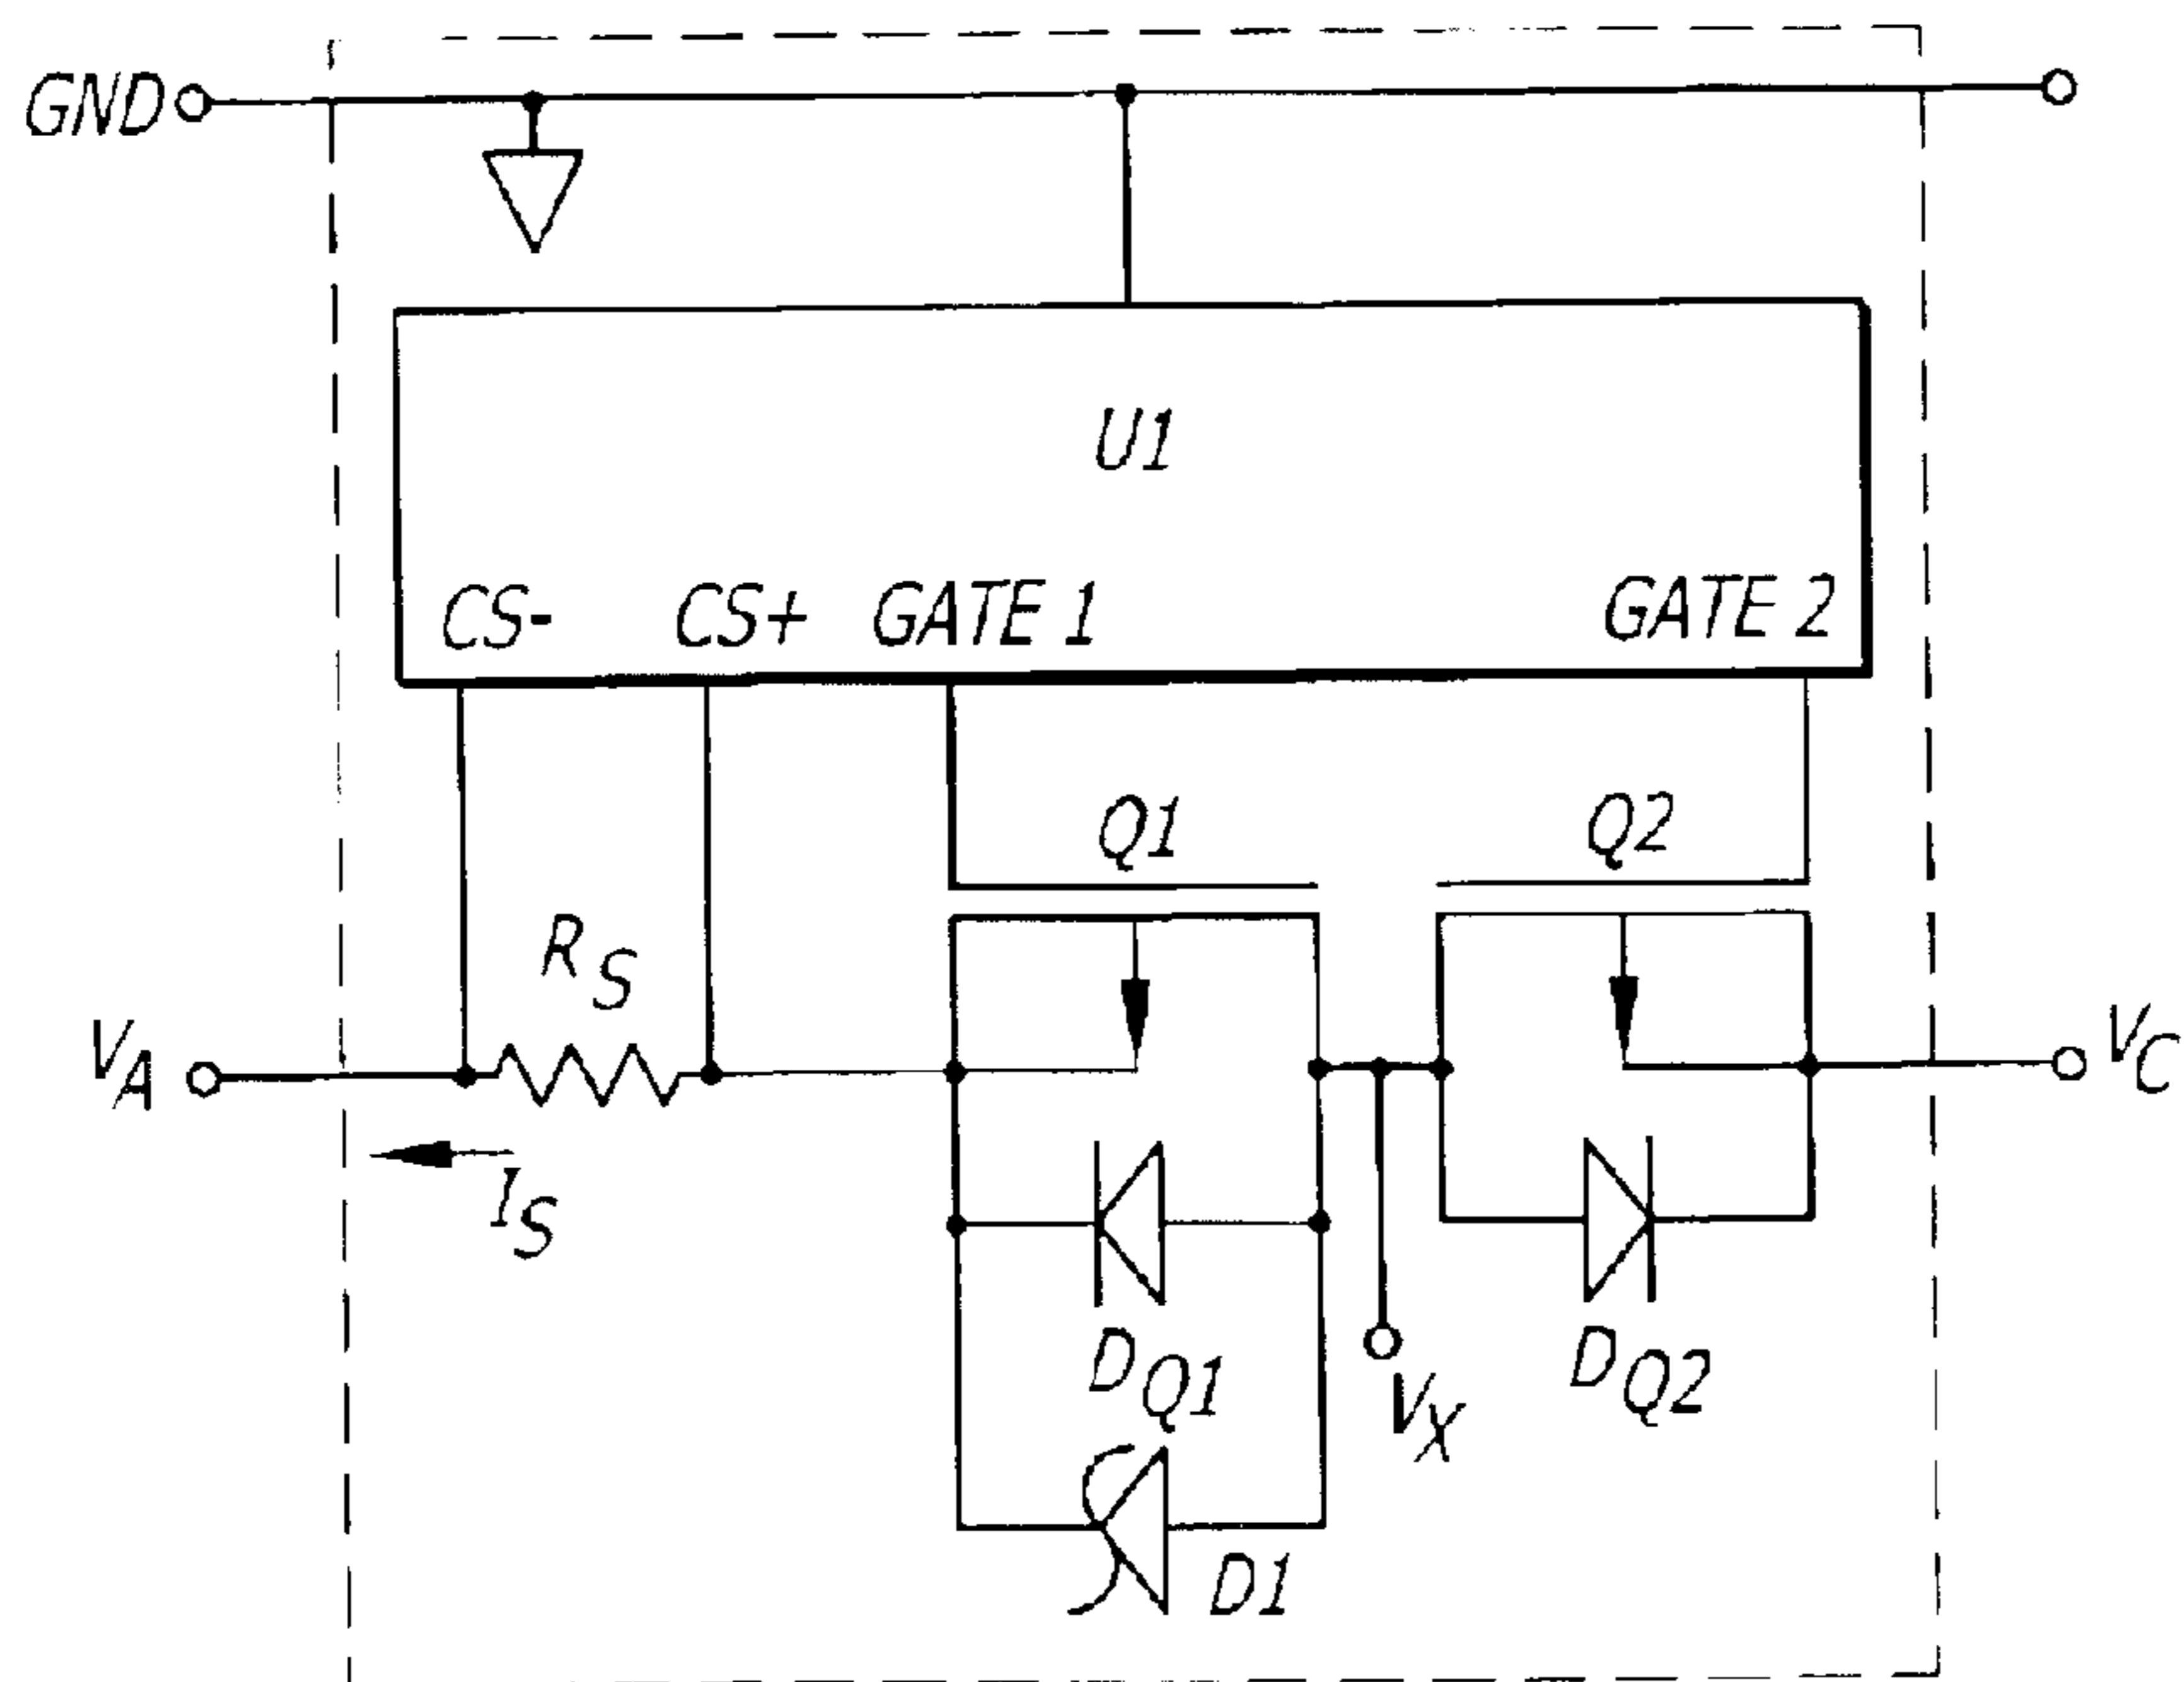 GND
U1
CS- CS+ GATE 1 GATE 2
Q1 Q2
RS
VA VC
IS
DQ1 VX DQ2
D1